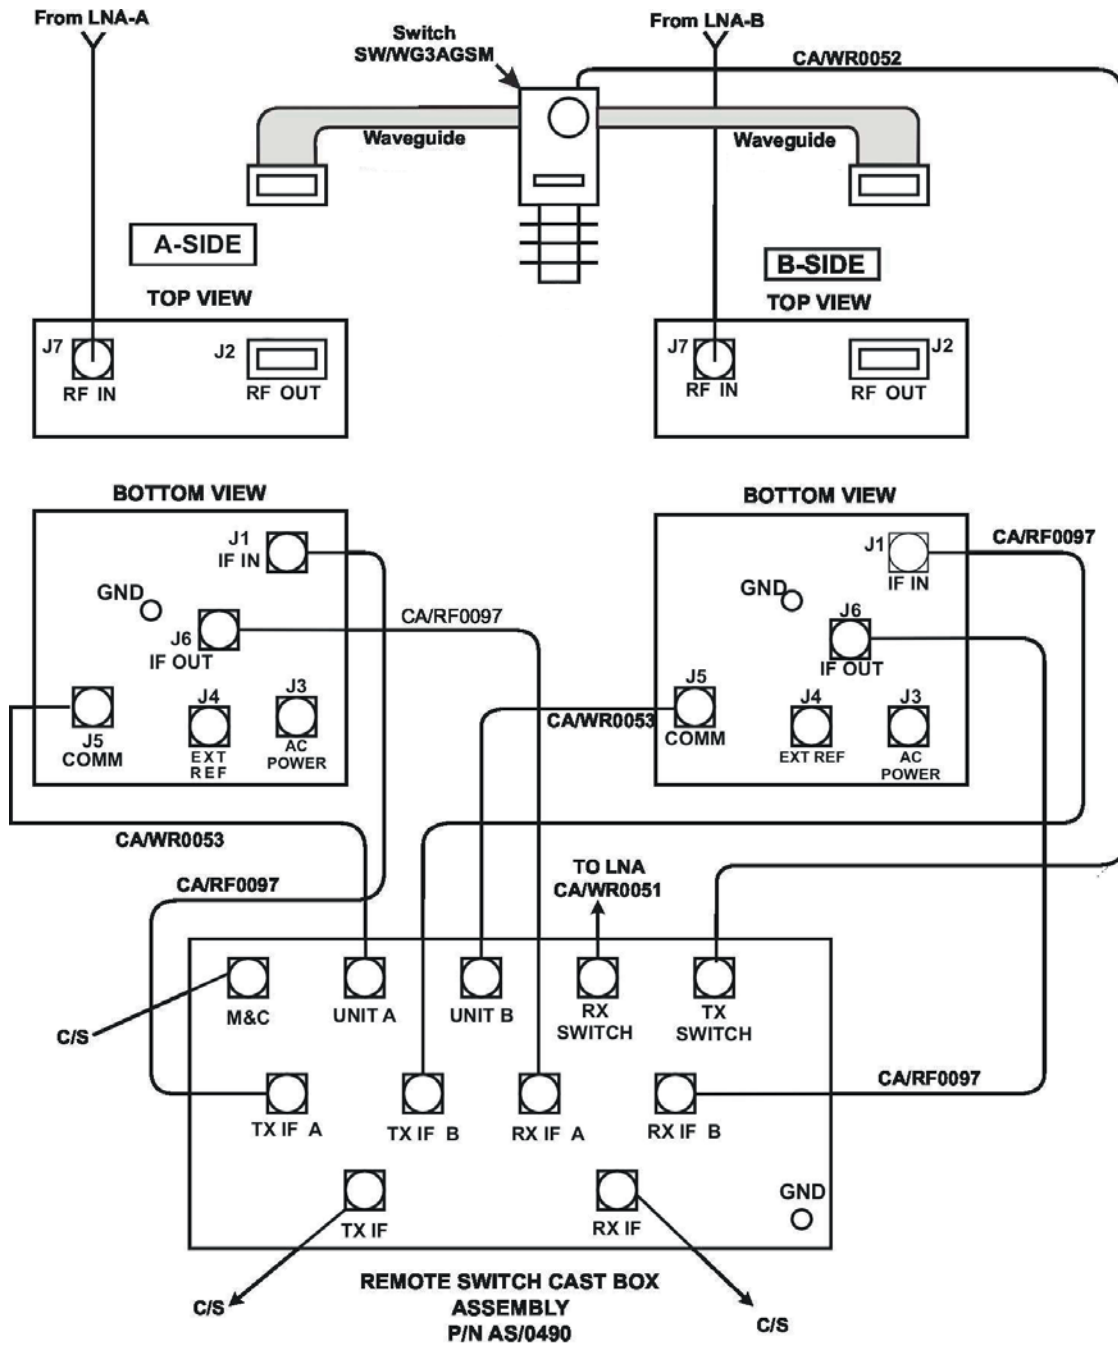 From LNA-A
Switch
SW/WG3AGSM
From LNA-B
CA/WR0052
Waveguide
Waveguide
A-SIDE
B-SIDE
TOP VIEW
TOP VIEW
J7
RF IN
J2
RF OUT
J7
RF IN
J2
RF OUT
BOTTOM VIEW
BOTTOM VIEW
J1
IF IN
GND
J6
IF OUT
CA/RF0097
J5
COMM
J4
EXT
REF
J3
AC
POWER
J1
IF IN
CA/RF0097
GND
J6
IF OUT
J5
COMM
CA/WR0053
J4
EXT REF
J3
AC
POWER
CA/WR0053
CA/RF0097
TO LNA
CA/WR0051
M&C
UNIT A
UNIT B
RX
SWITCH
TX
SWITCH
C/S
CA/RF0097
TX IF A
TX IF B
RX IF A
RX IF B
TX IF
RX IF
GND
C/S
C/S
REMOTE SWITCH CAST BOX
ASSEMBLY
P/N AS/0490